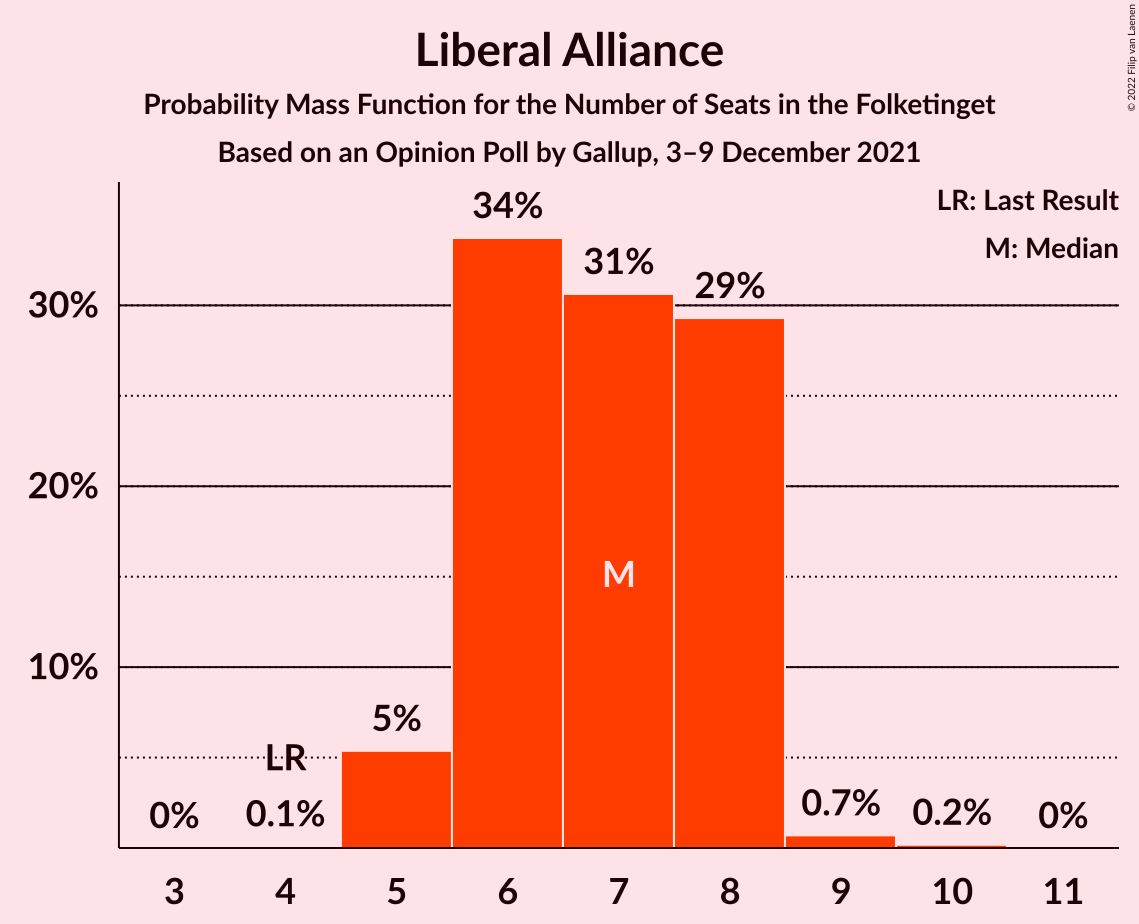 Liberal Alliance
Probability Mass Function for the Number of Seats in the Folketinget
Based on an Opinion Poll by Gallup, 3–9 December 2021
© 2022 Filip van Laenen
LR: Last Result
M: Median
34%
31%
29%
30%
20%
M
10%
5%
LR
0%
0.1%
0.7%
0.2%
0%
3
4
5
6
7
8
9
10
11